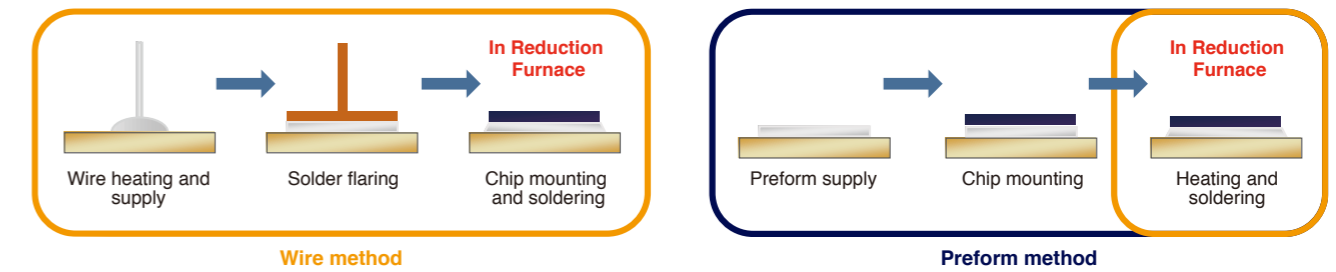 In Reduction
Furnace
Wire heating and
supply
Solder flaring
Chip mounting
and soldering
Wire method
In Reduction
Furnace
Preform supply
Chip mounting
Heating and
soldering
Preform method